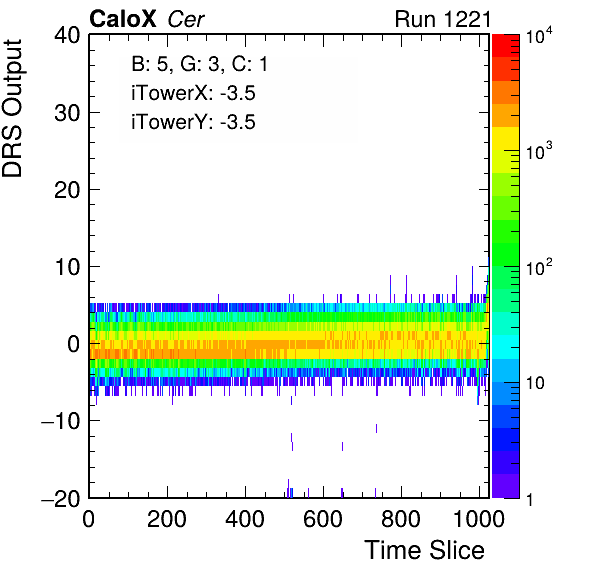 CaloX Cer Run 1221
DRS Output
40
30
20
10
0
−10
−20
B: 5, G: 3, C: 1
iTowerX: -3.5
iTowerY: -3.5
10^4
10^3
10^2
10
1
0 200 400 600 800 1000
Time Slice